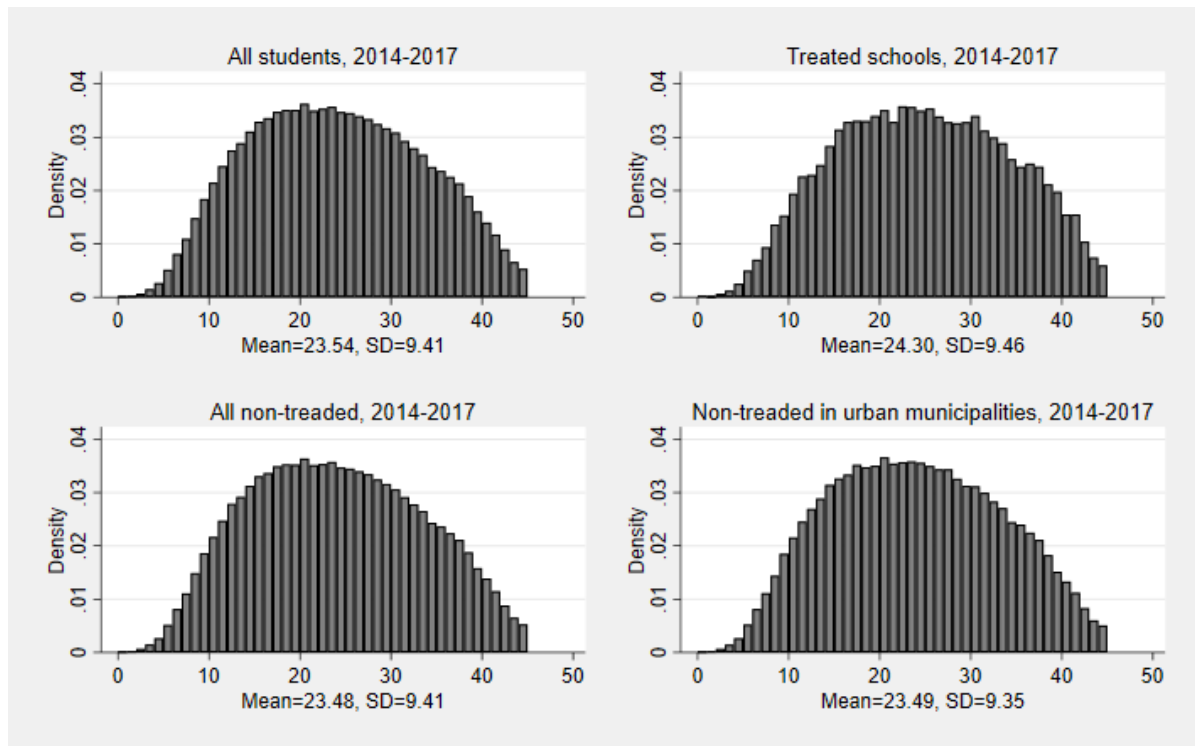 All students, 2014-2017
Density
0 .01 .02 .03 .04
0 10 20 30 40 50
Mean=23.54, SD=9.41
Treated schools, 2014-2017
Density
0 .01 .02 .03 .04
0 10 20 30 40 50
Mean=24.30, SD=9.46
All non-treaded, 2014-2017
Density
0 .01 .02 .03 .04
0 10 20 30 40 50
Mean=23.48, SD=9.41
Non-treaded in urban municipalities, 2014-2017
Density
0 .01 .02 .03 .04
0 10 20 30 40 50
Mean=23.49, SD=9.35